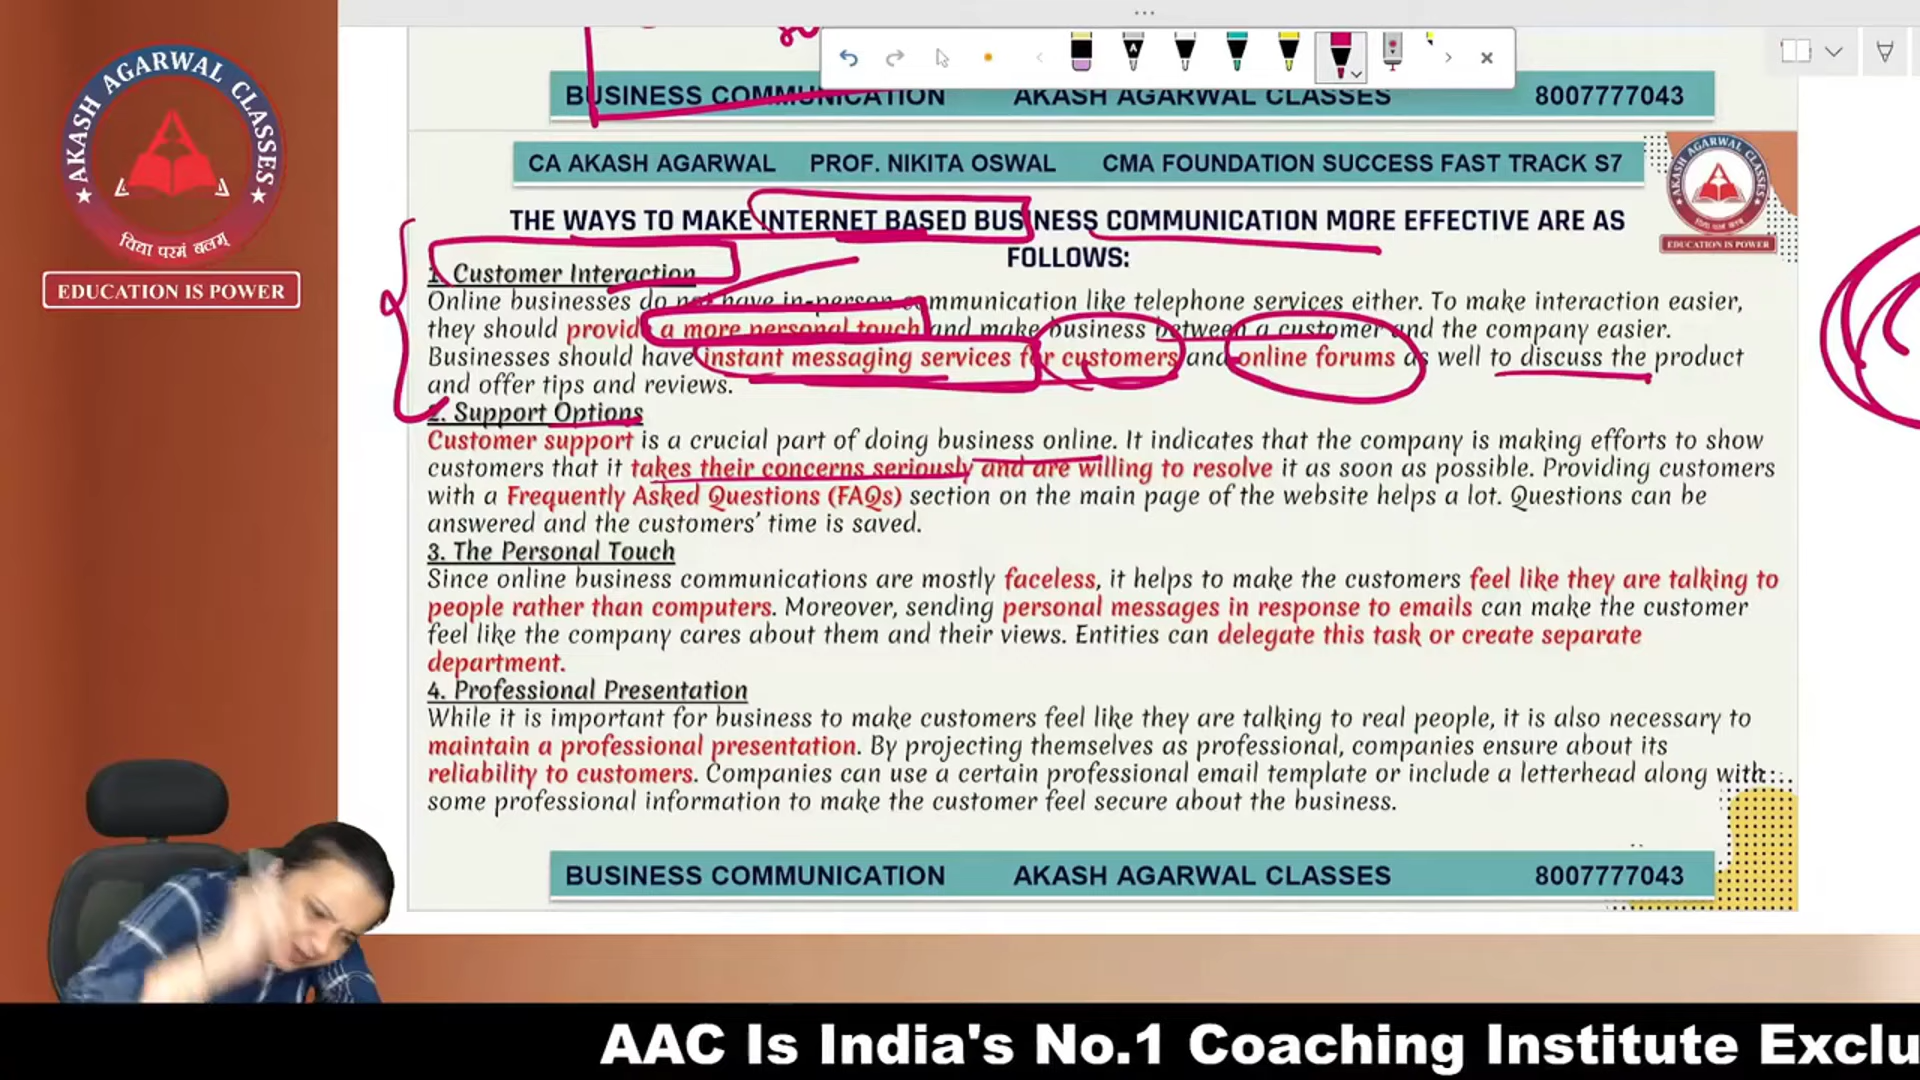 BUSINESS COMMUNICATION AKASH AGARWAL CLASSES 8007777043
AKASH AGARWAL CLASSES
विद्या परमं बलम्
EDUCATION IS POWER
CA AKASH AGARWAL PROF. NIKITA OSWAL CMA FOUNDATION SUCCESS FAST TRACK S7
AKASH AGARWAL CLASSES
EDUCATION IS POWER
THE WAYS TO MAKE INTERNET BASED BUSINESS COMMUNICATION MORE EFFECTIVE ARE AS
FOLLOWS:
1. Customer Interaction
Online businesses do not have in-person communication like telephone services either. To make interaction easier,
they should provide a more personal touch and make business between a customer and the company easier.
Businesses should have instant messaging services for customers and online forums as well to discuss the product
and offer tips and reviews.
2. Support Options
Customer support is a crucial part of doing business online. It indicates that the company is making efforts to show
customers that it takes their concerns seriously and are willing to resolve it as soon as possible. Providing customers
with a Frequently Asked Questions (FAQs) section on the main page of the website helps a lot. Questions can be
answered and the customers’ time is saved.
3. The Personal Touch
Since online business communications are mostly faceless, it helps to make the customers feel like they are talking to
people rather than computers. Moreover, sending personal messages in response to emails can make the customer
feel like the company cares about them and their views. Entities can delegate this task or create separate
department.
4. Professional Presentation
While it is important for business to make customers feel like they are talking to real people, it is also necessary to
maintain a professional presentation. By projecting themselves as professional, companies ensure about its
reliability to customers. Companies can use a certain professional email template or include a letterhead along with
some professional information to make the customer feel secure about the business.
BUSINESS COMMUNICATION AKASH AGARWAL CLASSES 8007777043
AAC Is India's No.1 Coaching Institute Exclu